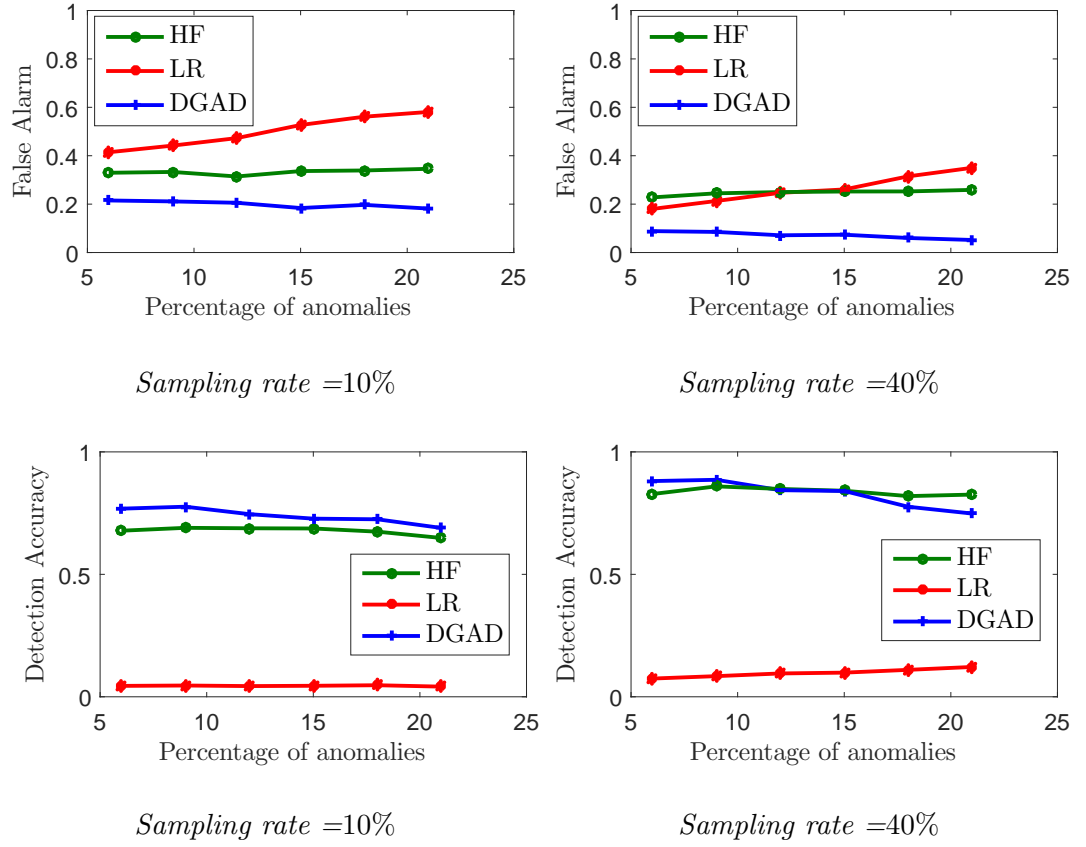 False Alarm
1
0.8
0.6
0.4
0.2
0
HF
LR
DGAD
5 10 15 20 25
Percentage of anomalies
Sampling rate =10%
False Alarm
1
0.8
0.6
0.4
0.2
0
HF
LR
DGAD
5 10 15 20 25
Percentage of anomalies
Sampling rate =40%
Detection Accuracy
1
0.5
0
HF
LR
DGAD
5 10 15 20 25
Percentage of anomalies
Sampling rate =10%
Detection Accuracy
1
0.5
0
HF
LR
DGAD
5 10 15 20 25
Percentage of anomalies
Sampling rate =40%